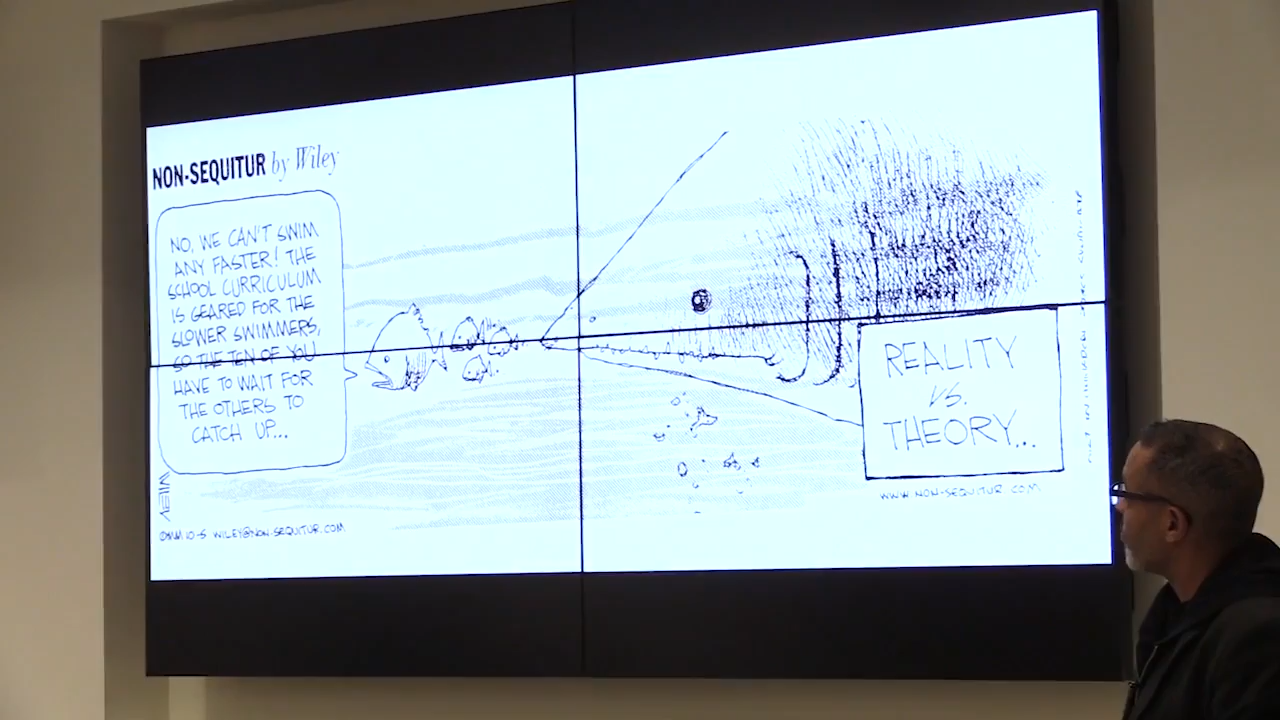 NON-SEQUITUR by Wiley
NO, WE CAN'T SWIM
ANY FASTER! THE
SCHOOL CURRICULUM
IS GEARED FOR THE
SLOWER SWIMMERS,
SO THE TEN OF YOU
HAVE TO WAIT FOR
THE OTHERS TO
CATCH UP...
WILEY
10-5 WILEY@NON-SEQUITUR.COM
REALITY
VS.
THEORY...
WWW.NON-SEQUITUR.COM